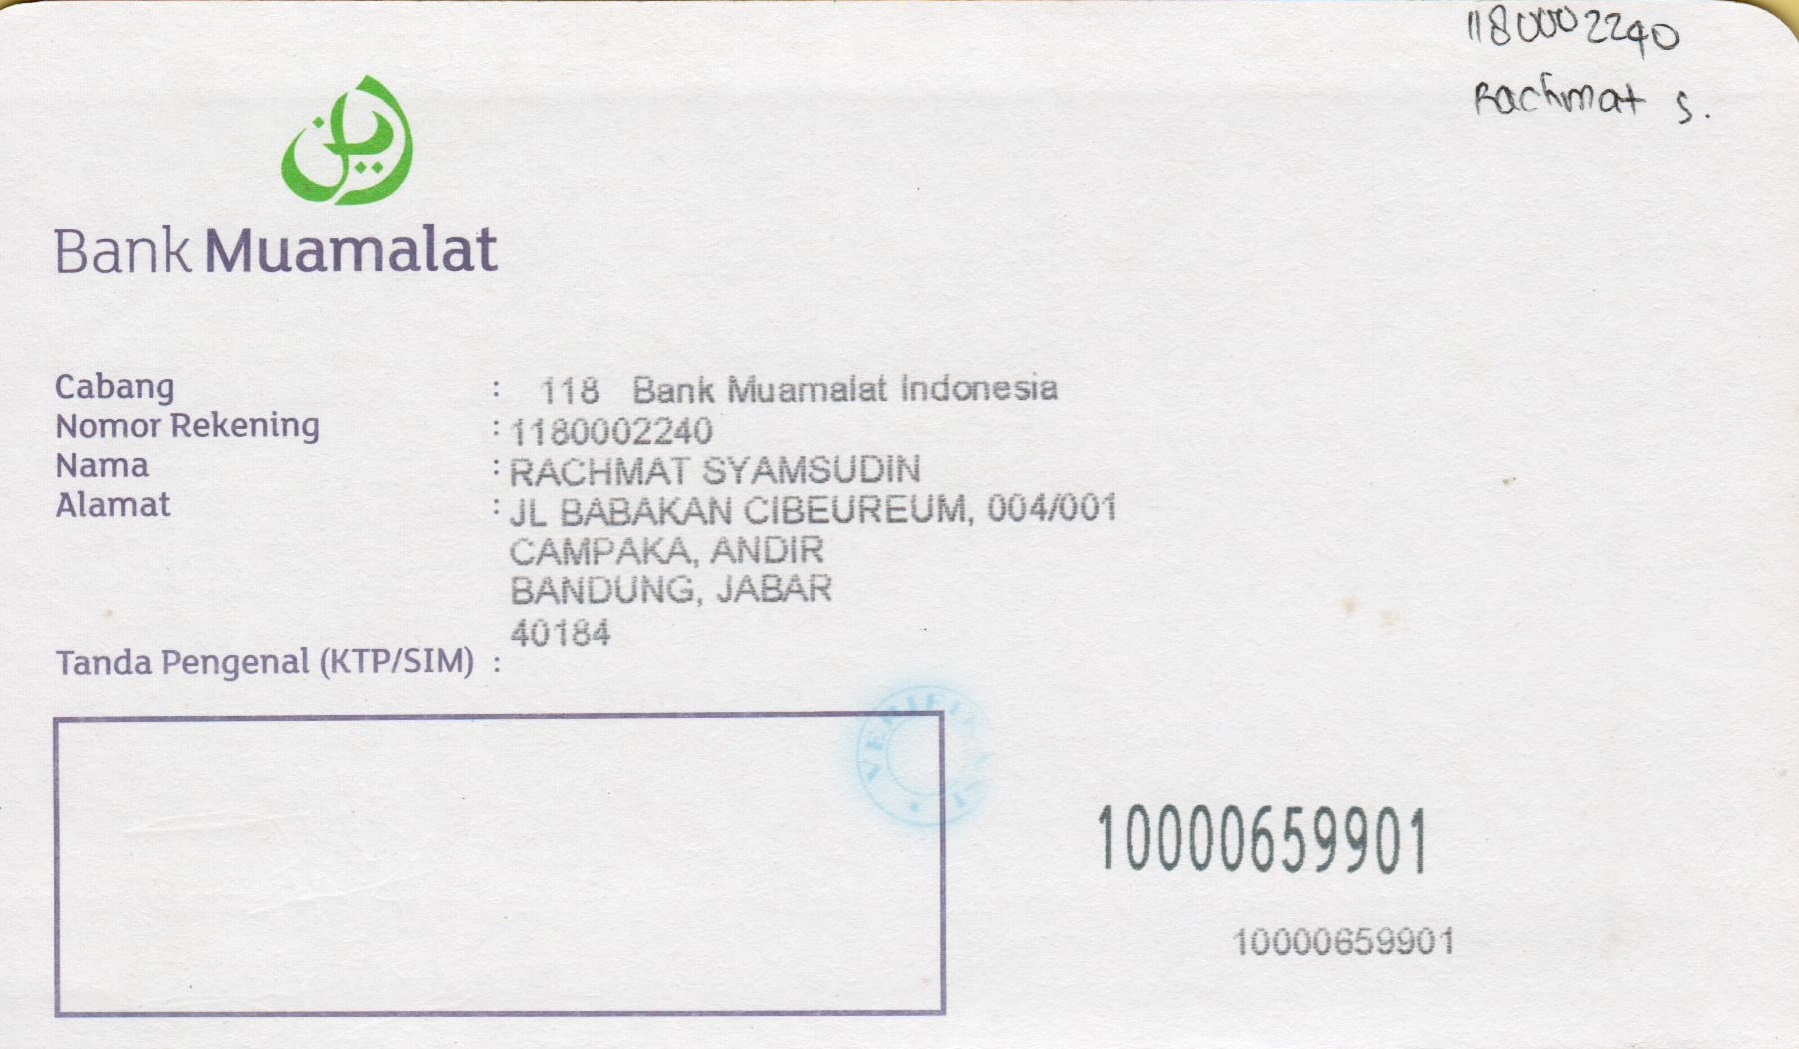 1180002240
Rachmat S.
Bank Muamalat
Cabang : 118 Bank Muamalat Indonesia
Nomor Rekening : 1180002240
Nama : RACHMAT SYAMSUDIN
Alamat : JL BABAKAN CIBEUREUM, 004/001
CAMPAKA, ANDIR
BANDUNG, JABAR
40184
Tanda Pengenal (KTP/SIM) :
10000659901
10000659901